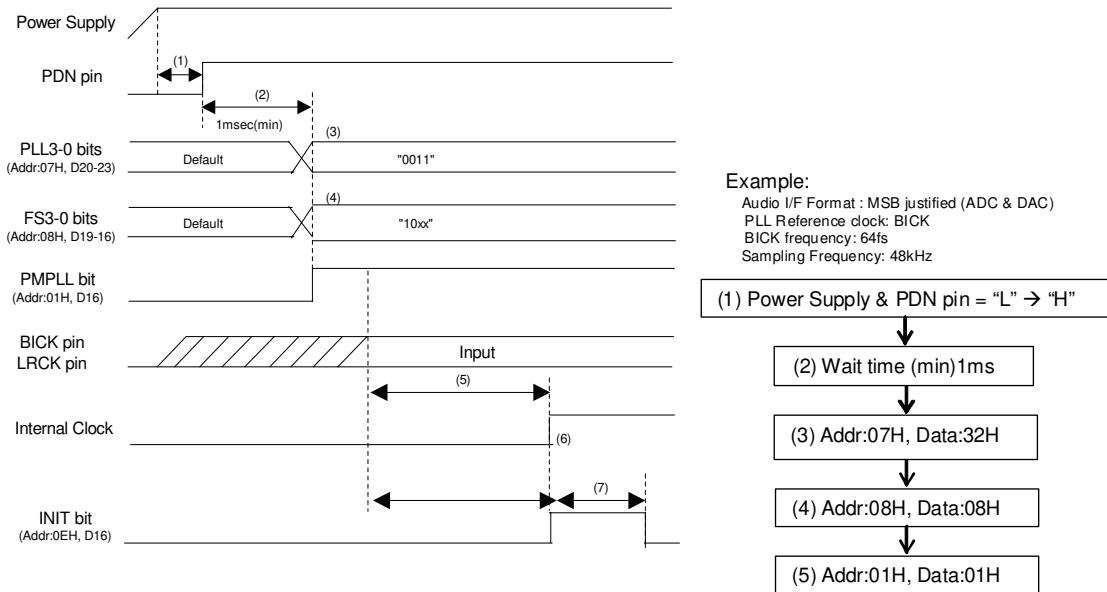 Power Supply
(1)
PDN pin
(2)
1msec(min)
(3)
PLL3-0 bits
(Addr:07H, D20-23)
Default
"0011"
(4)
FS3-0 bits
(Addr:08H, D19-16)
Default
"10xx"
PMPLL bit
(Addr:01H, D16)
BICK pin
LRCK pin
Input
(5)
Internal Clock
(6)
(7)
INIT bit
(Addr:0EH, D16)
Example:
Audio I/F Format : MSB justified (ADC & DAC)
PLL Reference clock: BICK
BICK frequency: 64fs
Sampling Frequency: 48kHz
(1) Power Supply & PDN pin = “L” → “H”
(2) Wait time (min)1ms
(3) Addr:07H, Data:32H
(4) Addr:08H, Data:08H
(5) Addr:01H, Data:01H